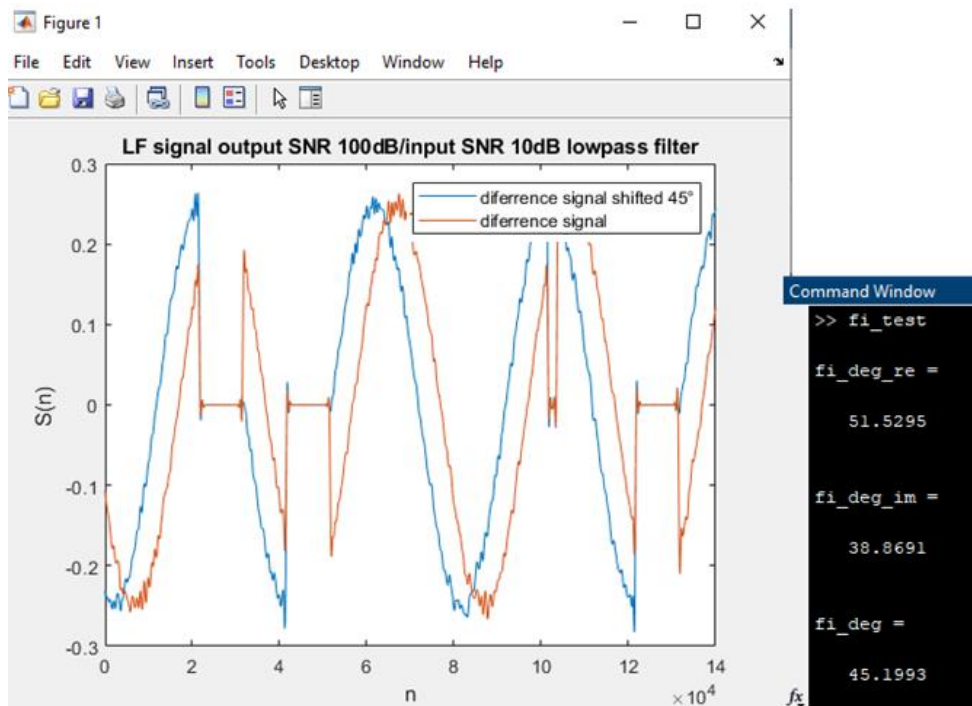 Figure 1
File Edit View Insert Tools Desktop Window Help
LF signal output SNR 100dB/input SNR 10dB lowpass filter
diferrence signal shifted 45°
diferrence signal
0.3
0.2
0.1
0
-0.1
-0.2
-0.3
S(n)
0 2 4 6 8 10 12 14
n
×10⁴
Command Window
>> fi_test
fi_deg_re =
51.5295
fi_deg_im =
38.8691
fi_deg =
45.1993
fx